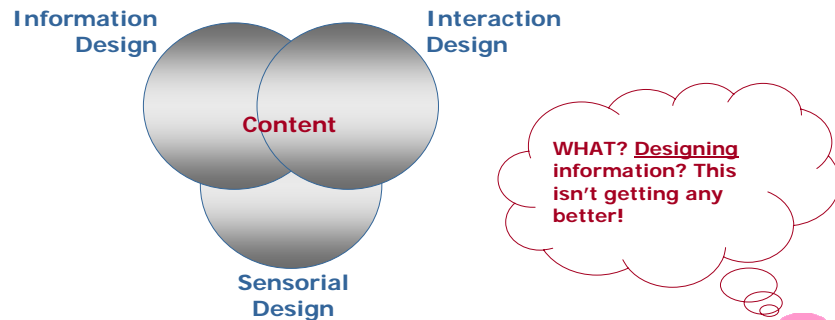 Information
Design
Interaction
Design
Content
WHAT? Designing
information? This
isn't getting any
better!
Sensorial
Design